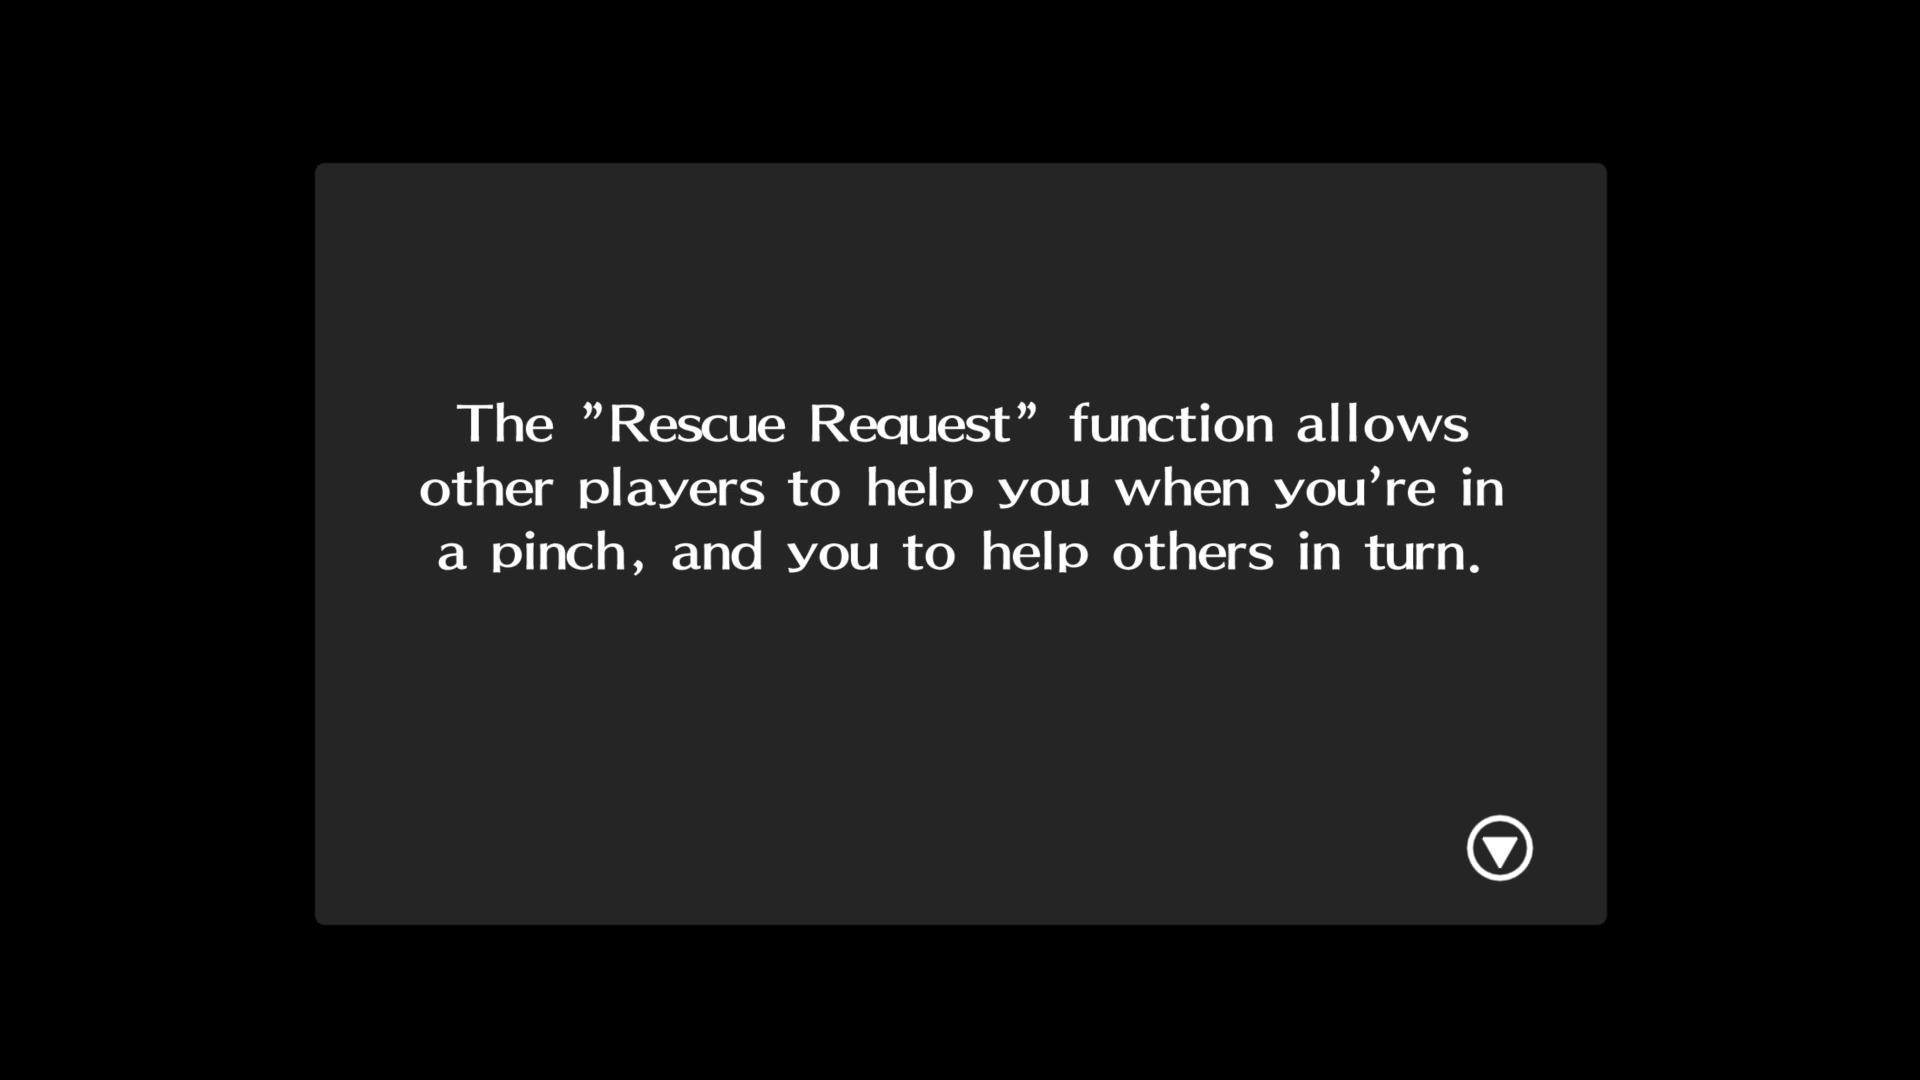 The ”Rescue Request” function allows
other players to help you when you’re in
a pinch, and you to help others in turn.